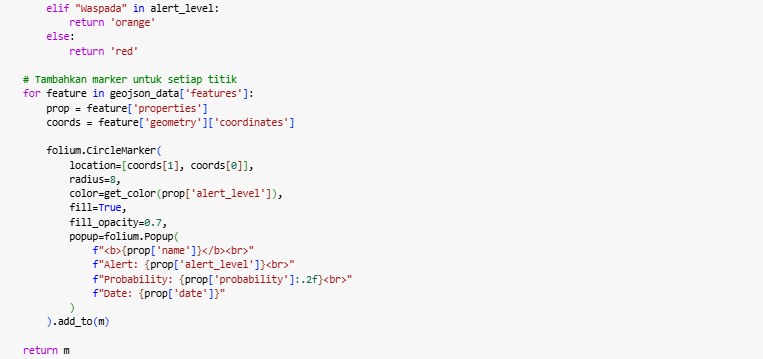 elif "Waspada" in alert_level:
        return 'orange'
    else:
        return 'red'

# Tambahkan marker untuk setiap titik
for feature in geojson_data['features']:
    prop = feature['properties']
    coords = feature['geometry']['coordinates']

    folium.CircleMarker(
        location=[coords[1], coords[0]],
        radius=8,
        color=get_color(prop['alert_level']),
        fill=True,
        fill_opacity=0.7,
        popup=folium.Popup(
            f"<b>{prop['name']}</b><br>"
            f"Alert: {prop['alert_level']}<br>"
            f"Probability: {prop['probability']:.2f}<br>"
            f"Date: {prop['date']}"
        )
    ).add_to(m)

return m